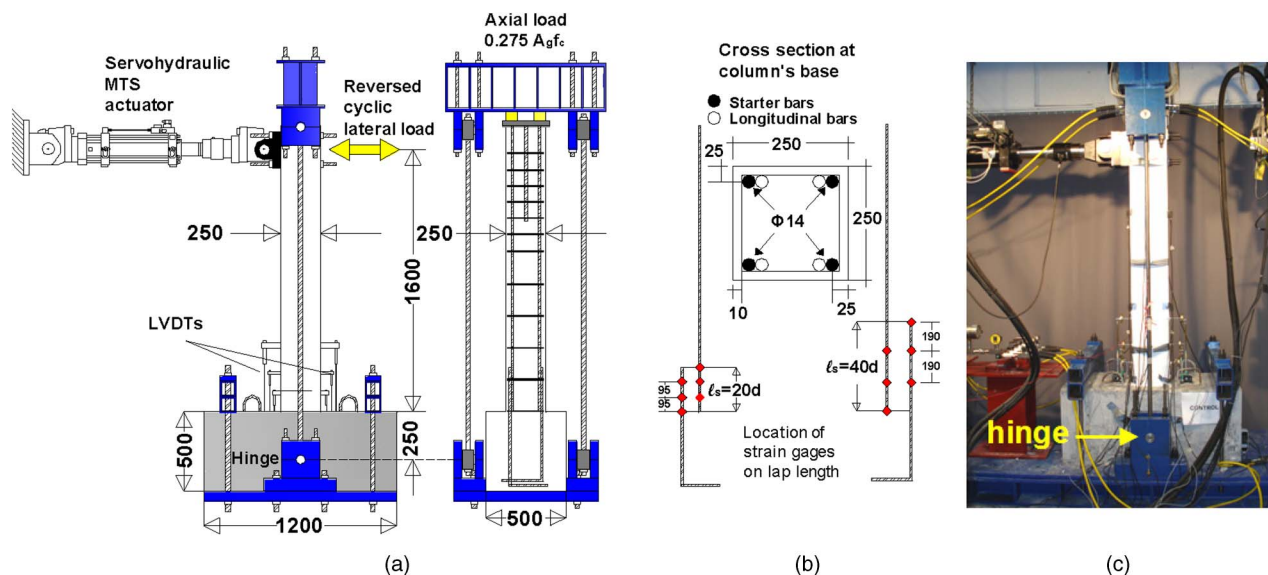 Servohydraulic
MTS
actuator
Reversed
cyclic
lateral load
Axial load
0.275 Agfc
250
250
1600
LVDTs
500
Hinge
250
1200
500
(a)
Cross section at
column's base
Starter bars
Longitudinal bars
25
250
Φ14
250
10
25
95
95
ℓs=20d
ℓs=40d
190
190
Location of
strain gages
on lap length
(b)
CONTROL
hinge
(c)